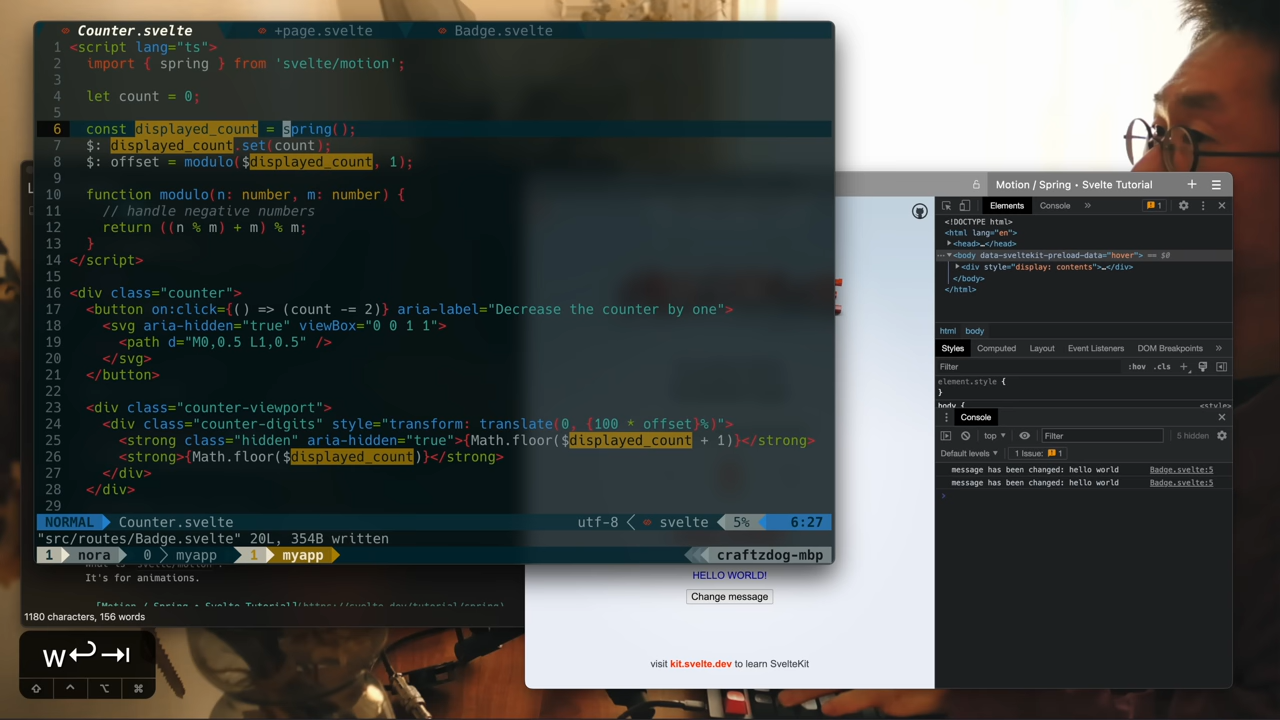 Counter.svelte
+page.svelte
Badge.svelte
1 <script lang="ts">
2 import { spring } from 'svelte/motion';
3
4 let count = 0;
5
6 const displayed_count = spring();
7 $: displayed_count.set(count);
8 $: offset = modulo($displayed_count, 1);
9
10 function modulo(n: number, m: number) {
11 // handle negative numbers
12 return ((n % m) + m) % m;
13 }
14 </script>
15
16 <div class="counter">
17 <button on:click={() => (count -= 2)} aria-label="Decrease the counter by one">
18 <svg aria-hidden="true" viewBox="0 0 1 1">
19 <path d="M0,0.5 L1,0.5" />
20 </svg>
21 </button>
22
23 <div class="counter-viewport">
24 <div class="counter-digits" style="transform: translate(0, {100 * offset}%)">
25 <strong class="hidden" aria-hidden="true">{Math.floor($displayed_count + 1)}</strong>
26 <strong>{Math.floor($displayed_count)}</strong>
27 </div>
28 </div>
29
NORMAL Counter.svelte utf-8 svelte 5% 6:27
"src/routes/Badge.svelte" 20L, 354B written
1 nora 0 myapp 1 myapp craftzdog-mbp
It's for animations.
[Motion / Spring • Svelte Tutorial](https://svelte.dev/tutorial/spring)
1180 characters, 156 words
w
Motion / Spring • Svelte Tutorial
Elements Console » 1
<!DOCTYPE html>
<html lang="en">
<head>…</head>
<body data-sveltekit-preload-data="hover"> == $0
<div style="display: contents">…</div>
</body>
</html>
html body
Styles Computed Layout Event Listeners DOM Breakpoints »
Filter :hov .cls
element.style {
}
body { <style>
Console
top Filter 5 hidden
Default levels 1 Issue: 1
message has been changed: hello world Badge.svelte:5
message has been changed: hello world Badge.svelte:5
HELLO WORLD!
Change message
visit kit.svelte.dev to learn SvelteKit